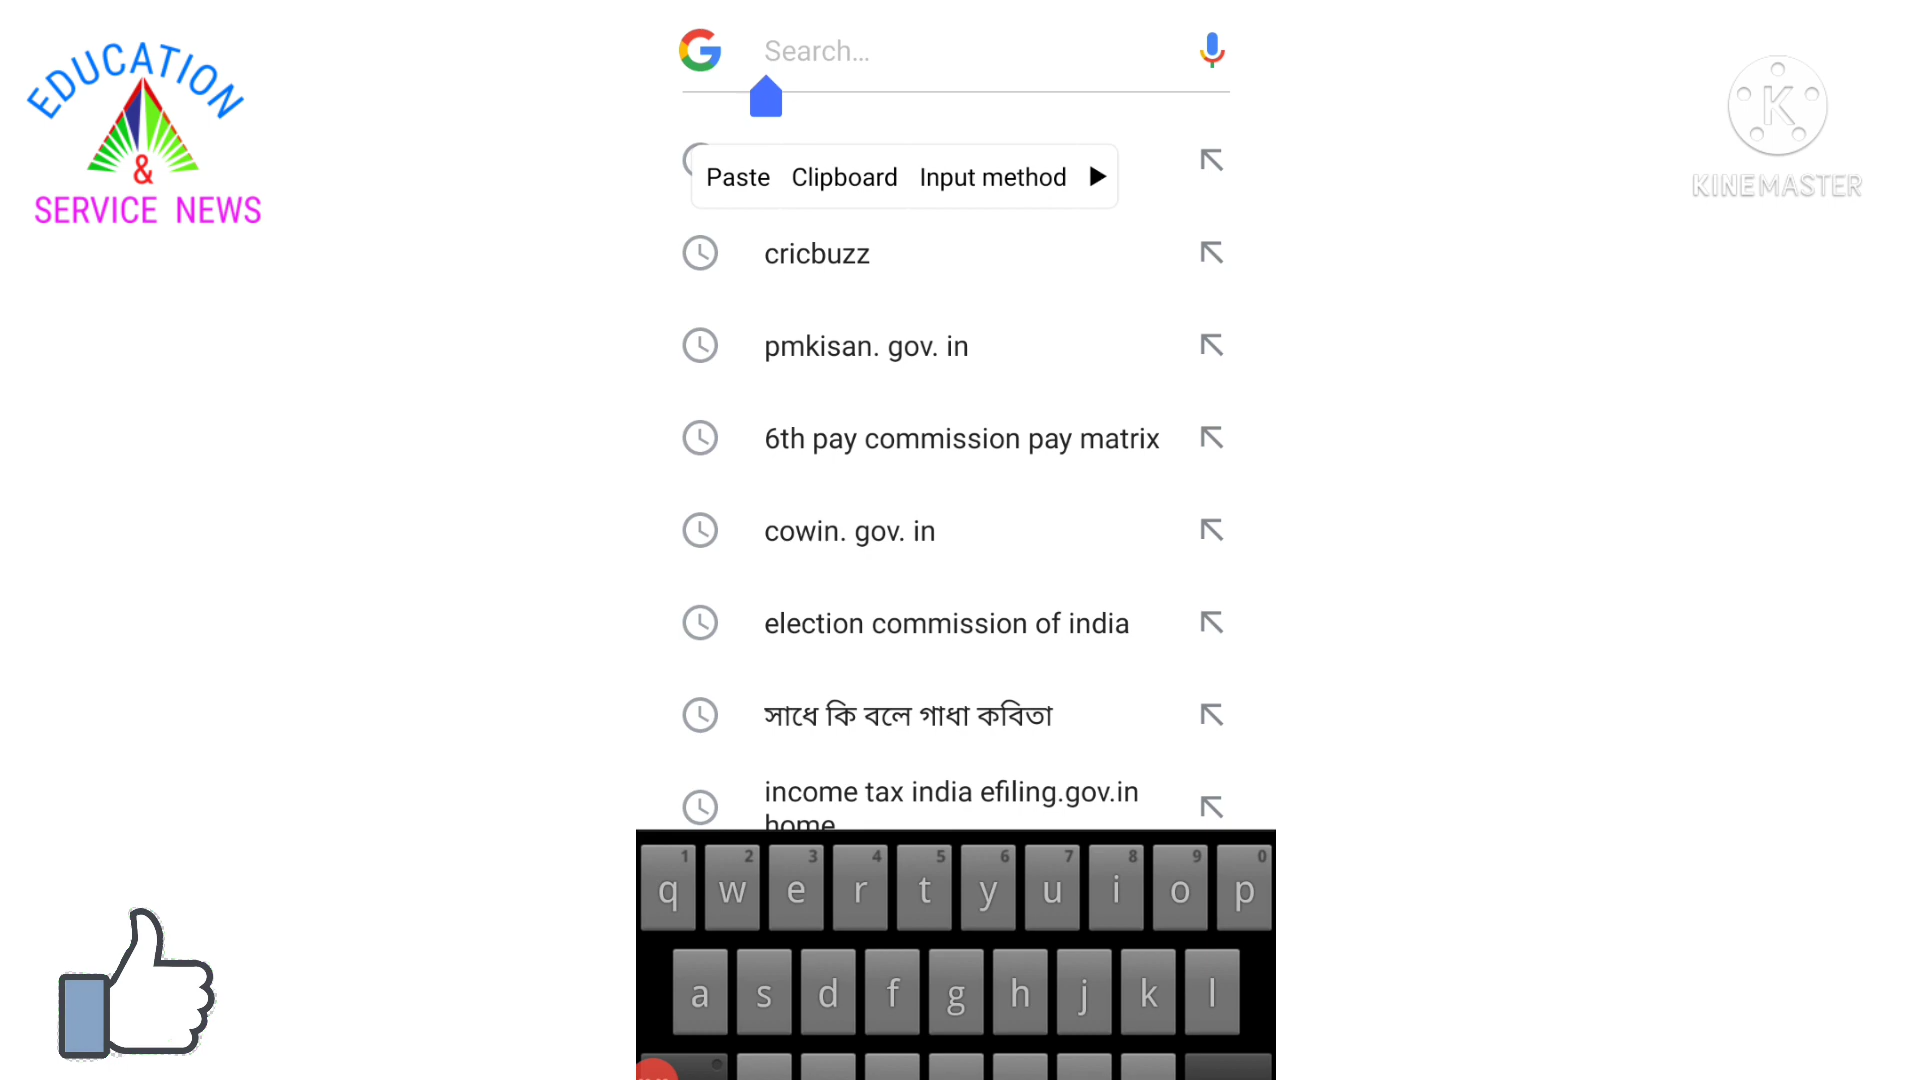 EDUCATION
&
SERVICE NEWS
Search...
KINEMASTER
K
Paste Clipboard Input method
cricbuzz
pmkisan. gov. in
6th pay commission pay matrix
cowin. gov. in
election commission of india
সাধে কি বলে গাধা কবিতা
income tax india efiling.gov.in
home
1 2 3 4 5 6 7 8 9 0
q w e r t y u i o p
a s d f g h j k l